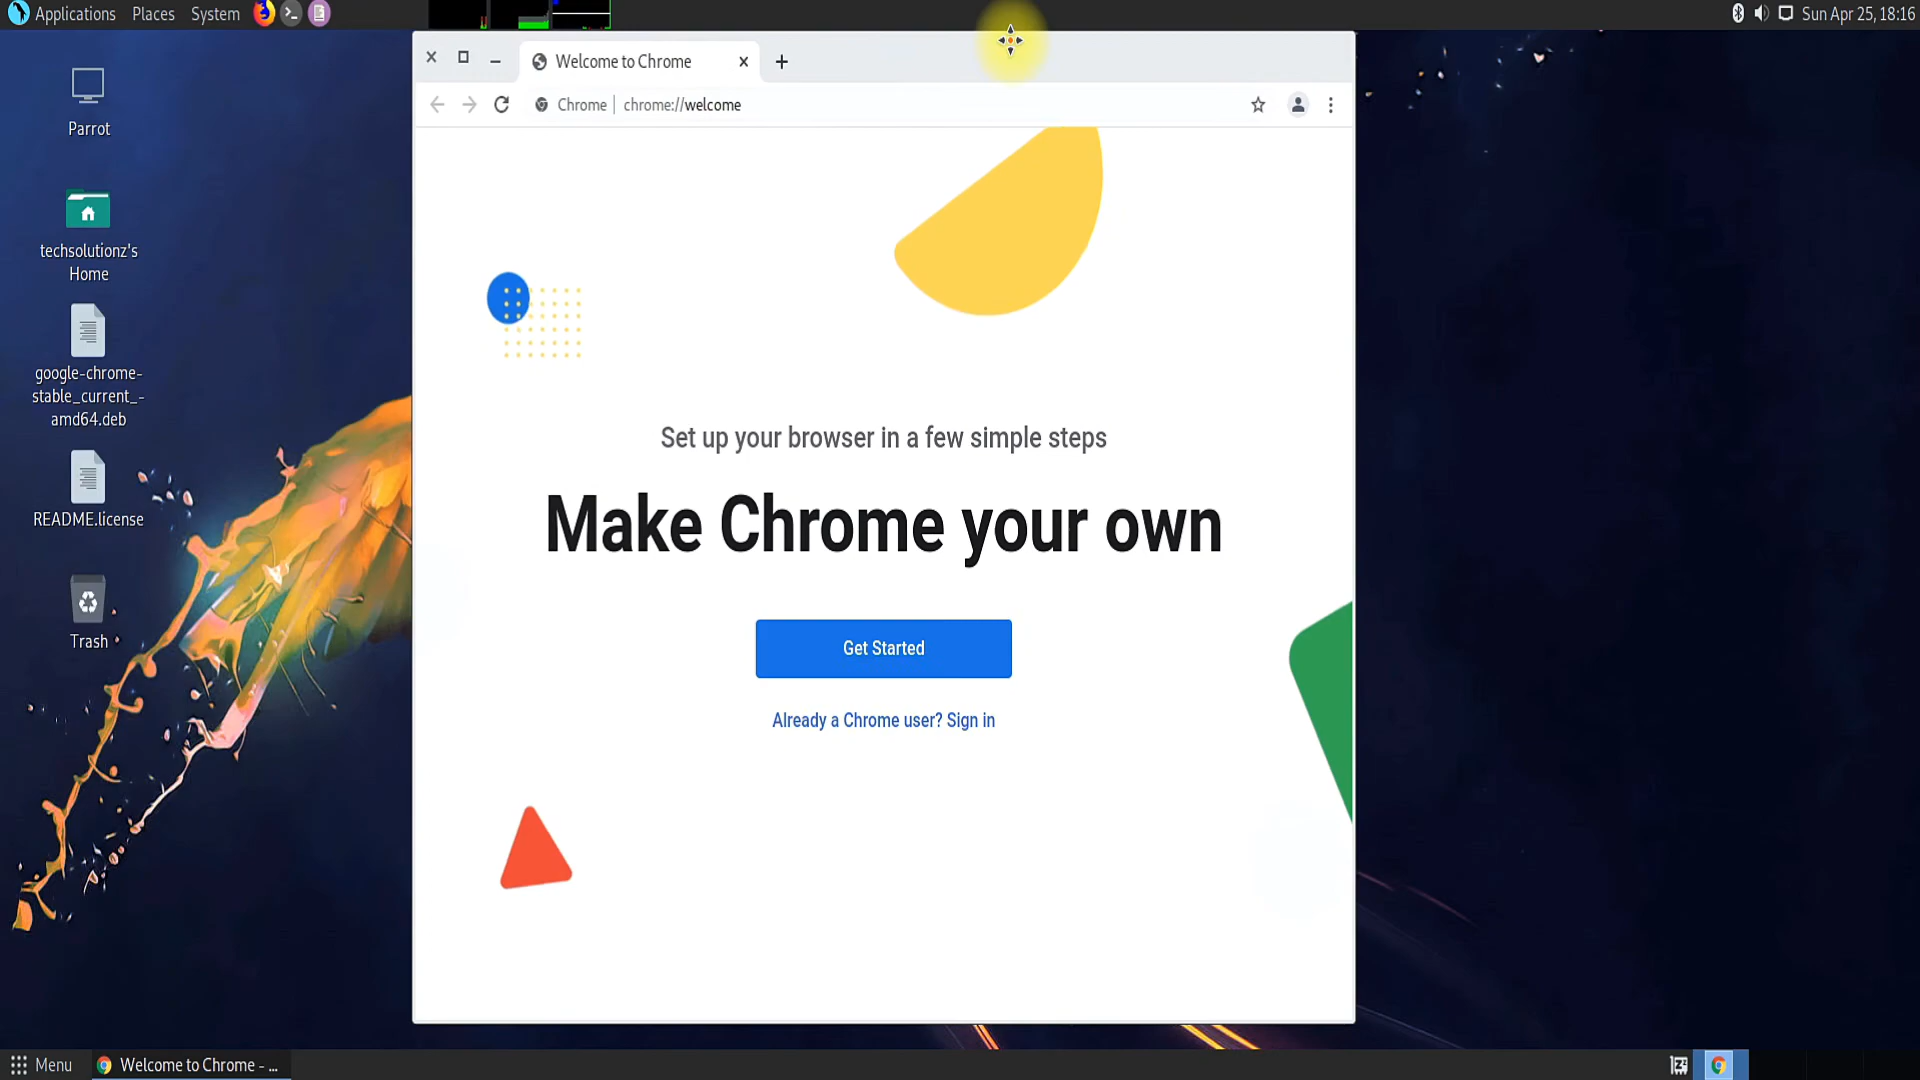 Applications Places System
Sun Apr 25, 18:16
Welcome to Chrome
Chrome | chrome://welcome
Parrot
techsolutionz's
Home
google-chrome-
stable_current_-
amd64.deb
README.license
Trash
Set up your browser in a few simple steps
Make Chrome your own
Get Started
Already a Chrome user? Sign in
Menu
Welcome to Chrome - ...